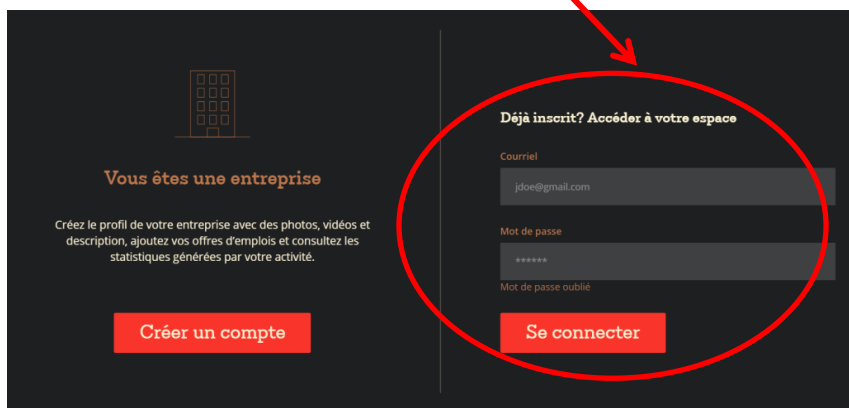 Vous êtes une entreprise
Créez le profil de votre entreprise avec des photos, vidéos et
description, ajoutez vos offres d'emplois et consultez les
statistiques générées par votre activité.
Créer un compte
Déjà inscrit? Accéder à votre espace
Courriel
jdoe@gmail.com
Mot de passe
******
Mot de passe oublié
Se connecter